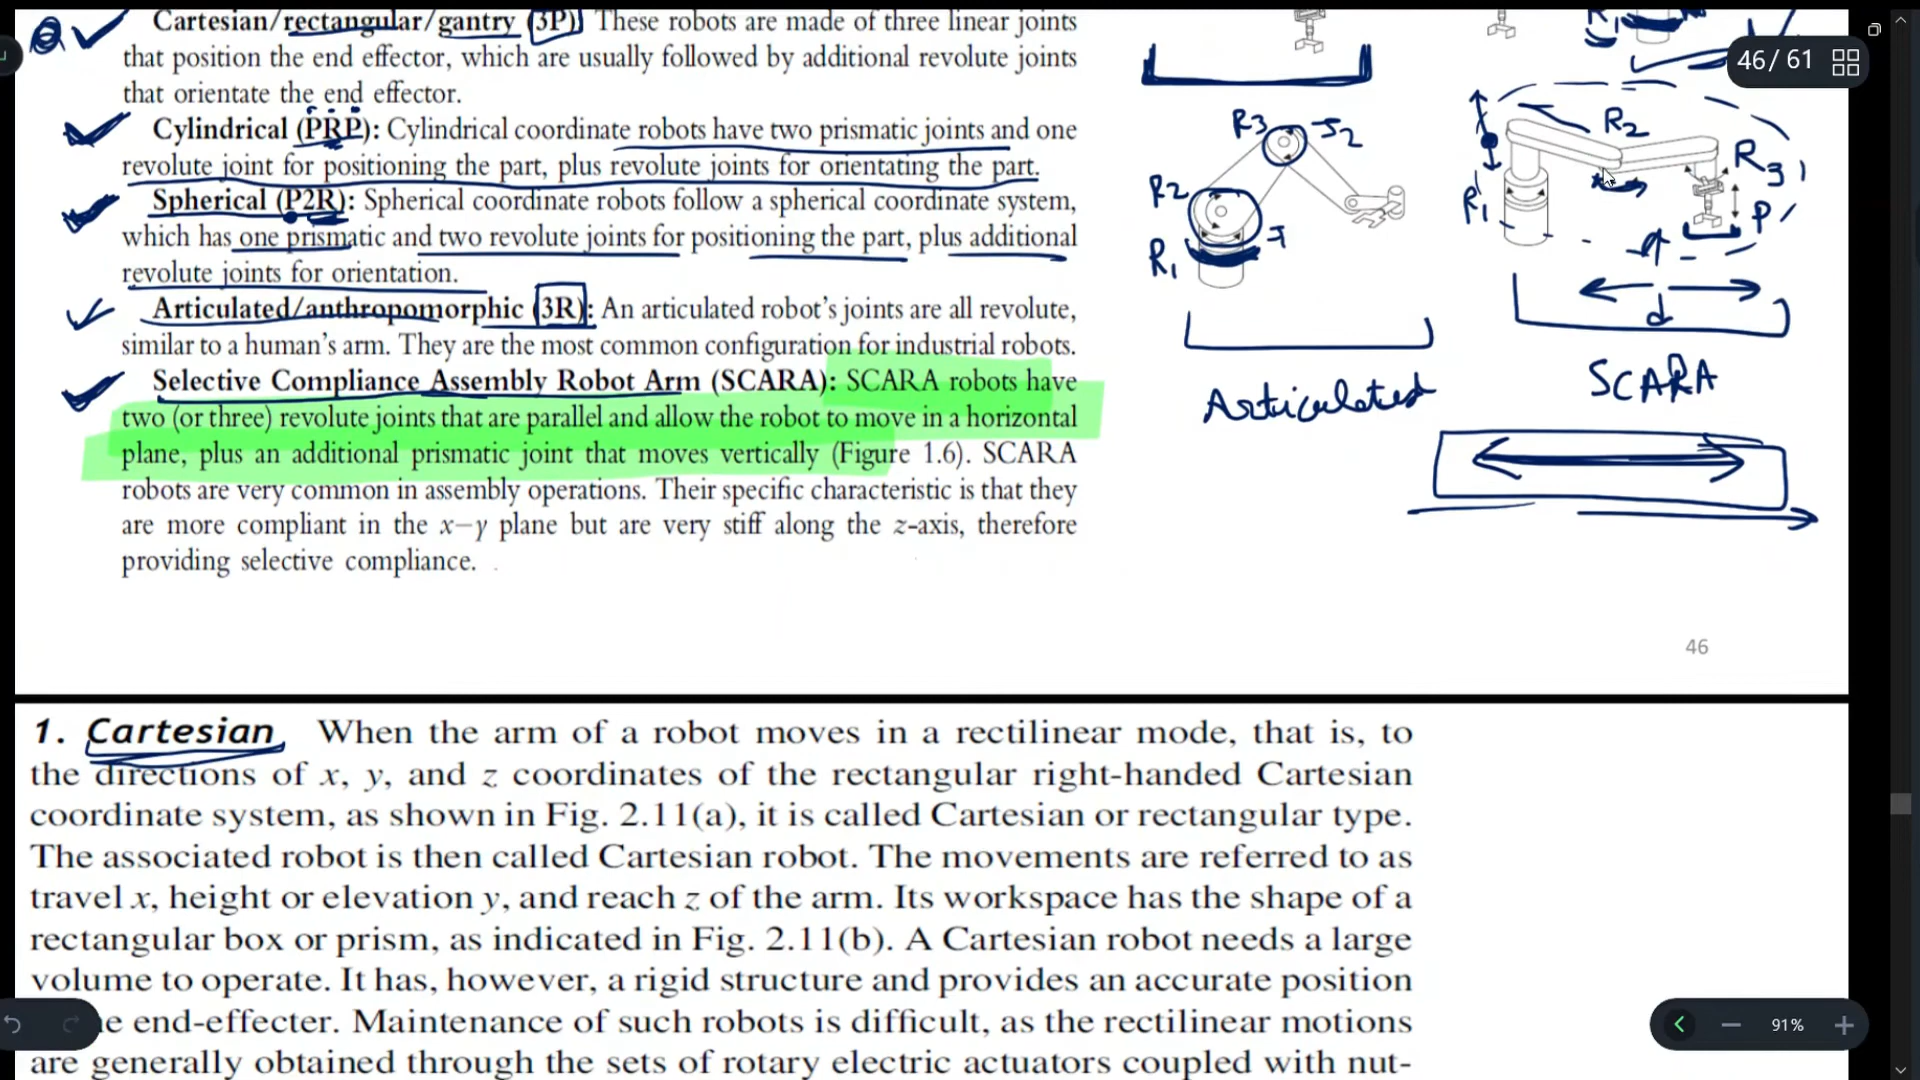 Cartesian/rectangular/gantry (3P): These robots are made of three linear joints
that position the end effector, which are usually followed by additional revolute joints
that orientate the end effector.
Cylindrical (PRP): Cylindrical coordinate robots have two prismatic joints and one
revolute joint for positioning the part, plus revolute joints for orientating the part.
Spherical (P2R): Spherical coordinate robots follow a spherical coordinate system,
which has one prismatic and two revolute joints for positioning the part, plus additional
revolute joints for orientation.
Articulated/anthropomorphic (3R): An articulated robot's joints are all revolute,
similar to a human's arm. They are the most common configuration for industrial robots.
Selective Compliance Assembly Robot Arm (SCARA): SCARA robots have
two (or three) revolute joints that are parallel and allow the robot to move in a horizontal
plane, plus an additional prismatic joint that moves vertically (Figure 1.6). SCARA
robots are very common in assembly operations. Their specific characteristic is that they
are more compliant in the x–y plane but are very stiff along the z-axis, therefore
providing selective compliance.
46/ 61
R3
J2
R2
R1
Articulated
R2
R3
R1
P
d
SCARA
46
1. Cartesian When the arm of a robot moves in a rectilinear mode, that is, to
the directions of x, y, and z coordinates of the rectangular right-handed Cartesian
coordinate system, as shown in Fig. 2.11(a), it is called Cartesian or rectangular type.
The associated robot is then called Cartesian robot. The movements are referred to as
travel x, height or elevation y, and reach z of the arm. Its workspace has the shape of a
rectangular box or prism, as indicated in Fig. 2.11(b). A Cartesian robot needs a large
volume to operate. It has, however, a rigid structure and provides an accurate position
end-effecter. Maintenance of such robots is difficult, as the rectilinear motions
are generally obtained through the sets of rotary electric actuators coupled with nut-
91%